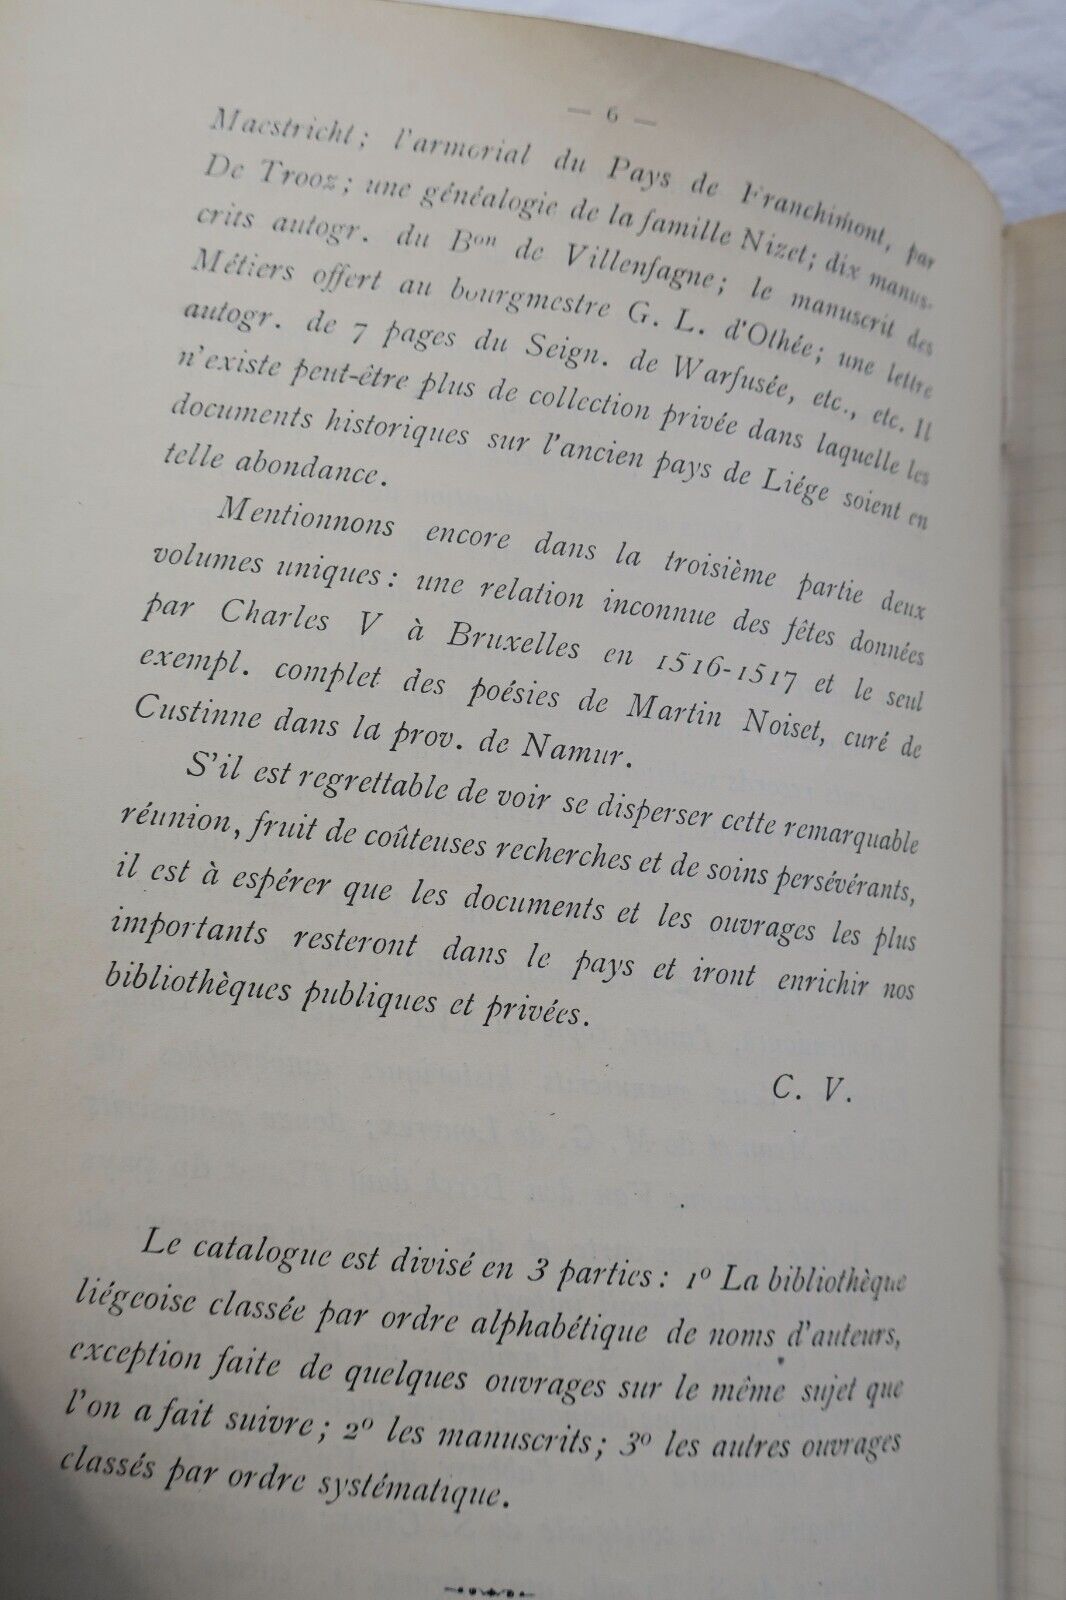 — 6 —
Maestricht; l'armorial du Pays de Franchimont, par
De Trooz; une généalogie de la famille Nizet; dix manus-
crits autogr. du Bon de Villenfagne; le manuscrit des
Métiers offert au bourgmestre G. L. d'Olhée; une lettre
autogr. de 7 pages du Seign. de Warfusée, etc., etc. Il
n'existe peut-être plus de collection privée dans laquelle les
documents historiques sur l'ancien pays de Liége soient en
telle abondance.
Mentionnons encore dans la troisième partie deux
volumes uniques: une relation inconnue des fêtes données
par Charles V à Bruxelles en 1516-1517 et le seul
exempl. complet des poésies de Martin Noiset, curé de
Custinne dans la prov. de Namur.
S'il est regrettable de voir se disperser cette remarquable
réunion, fruit de coûteuses recherches et de soins persévérants,
il est à espérer que les documents et les ouvrages les plus
importants resteront dans le pays et iront enrichir nos
bibliothèques publiques et privées.
C. V.
Le catalogue est divisé en 3 parties: 1o La bibliothèque
liégeoise classée par ordre alphabétique de noms d'auteurs,
exception faite de quelques ouvrages sur le même sujet que
l'on a fait suivre; 2o les manuscrits; 3o les autres ouvrages
classés par ordre systématique.